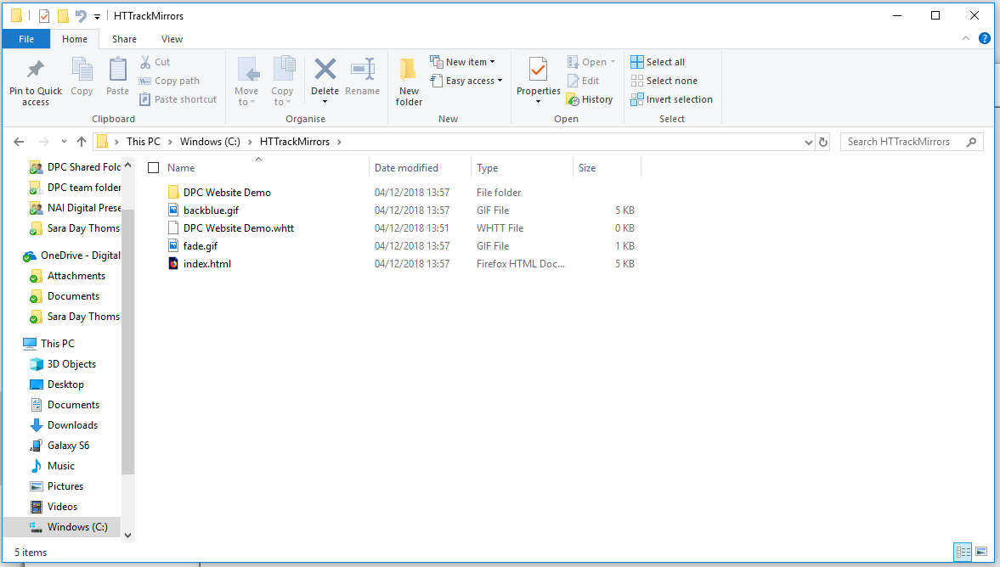 HTTrackMirrors
File Home Share View
Pin to Quick access
Copy
Paste
Cut
Copy path
Paste shortcut
Clipboard
Move to
Copy to
Delete
Rename
Organise
New folder
New item
Easy access
New
Properties
Open
Edit
History
Open
Select all
Select none
Invert selection
Select
This PC Windows (C:) HTTrackMirrors
Search HTTrackMirrors
DPC Shared Fold
DPC team folder
NAI Digital Prese
Sara Day Thoms
OneDrive - Digital
Attachments
Documents
Sara Day Thoms
This PC
3D Objects
Desktop
Documents
Downloads
Galaxy S6
Music
Pictures
Videos
Windows (C:)
Name Date modified Type Size
DPC Website Demo 04/12/2018 13:57 File folder
backblue.gif 04/12/2018 13:57 GIF File 5 KB
DPC Website Demo.whtt 04/12/2018 13:51 WHTT File 0 KB
fade.gif 04/12/2018 13:57 GIF File 1 KB
index.html 04/12/2018 13:57 Firefox HTML Doc... 5 KB
5 items